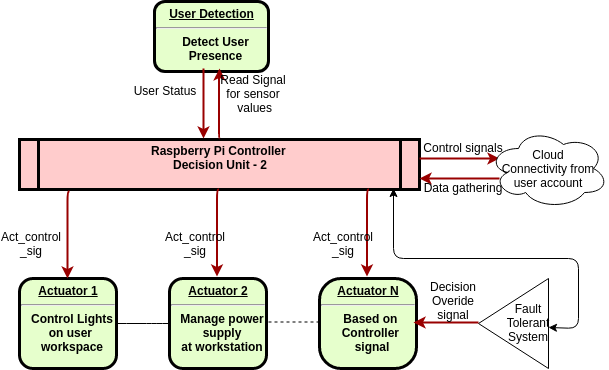 User Detection
Detect User
Presence
User Status
Read Signal
for sensor
values
Raspberry Pi Controller
Decision Unit - 2
Control signals
Data gathering
Cloud
Connectivity from
user account
Act_control
_sig
Act_control
_sig
Act_control
_sig
Actuator 1
Control Lights
on user
workspace
Actuator 2
Manage power
supply
at workstation
Actuator N
Based on
Controller
signal
Decision
Overide
signal
Fault
Tolerant
System